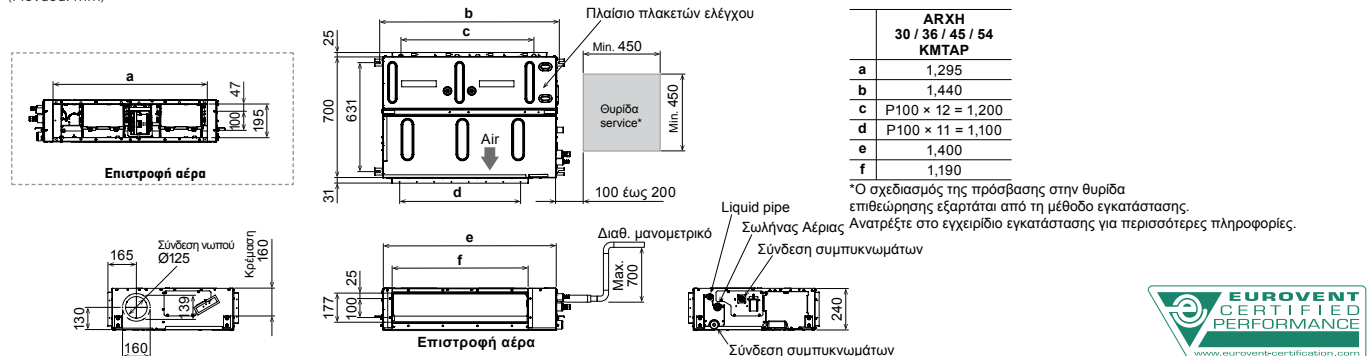 a
47
100
195
Επιστροφή αέρα
b
c
25
700
631
31
Air
d
Πλαίσιο πλακετών ελέγχου
Min. 450
Min. 450
Θυρίδα
service*
100 έως 200
ARXH
30 / 36 / 45 / 54
KMTAP
a 1,295
b 1,440
c P100 × 12 = 1,200
d P100 × 11 = 1,100
e 1,400
f 1,190
*Ο σχεδιασμός της πρόσβασης στην θυρίδα
επιθεώρησης εξαρτάται από τη μέθοδο εγκατάστασης.
Ανατρέξτε στο εγχειρίδιο εγκατάστασης για περισσότερες πληροφορίες.
165
Σύνδεση νωπού
Ø125
Κρέμαση
160
130
139
160
e
f
25
177
100
Επιστροφή αέρα
Διαθ. μανομετρικό
Max.
700
Liquid pipe
Σωλήνας Αέριας
Σύνδεση συμπυκνωμάτων
240
Σύνδεση συμπυκνωμάτων
EUROVENT
CERTIFIED
PERFORMANCE
www.eurovent-certification.com